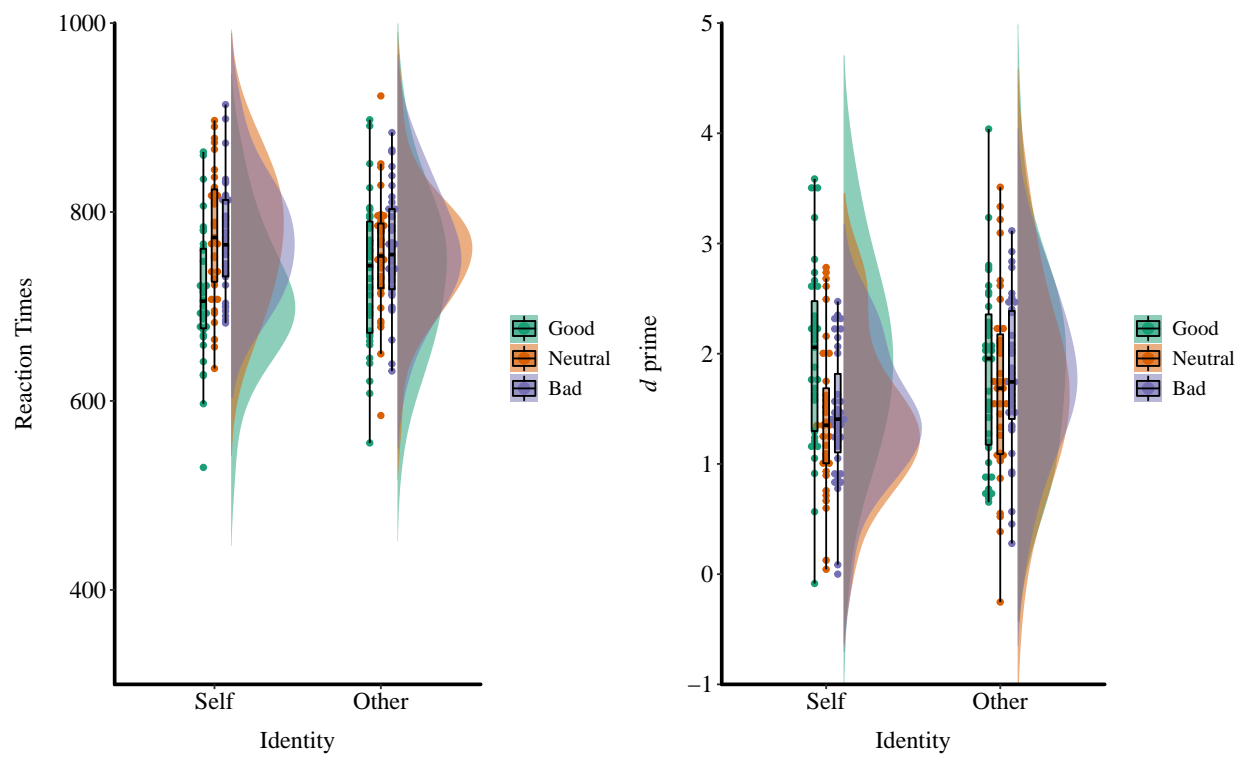 Reaction Times
1000
800
600
400
Self
Other
Identity
Good
Neutral
Bad
d prime
5
4
3
2
1
0
−1
Self
Other
Identity
Good
Neutral
Bad